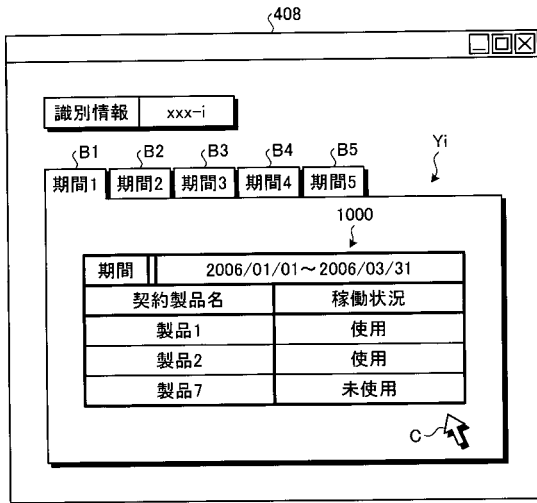 408
識別情報 xxx-i
B1 B2 B3 B4 B5 Yi
期間1 期間2 期間3 期間4 期間5
1000
期間 2006/01/01～2006/03/31
契約製品名 稼働状況
製品1 使用
製品2 使用
製品7 未使用
C